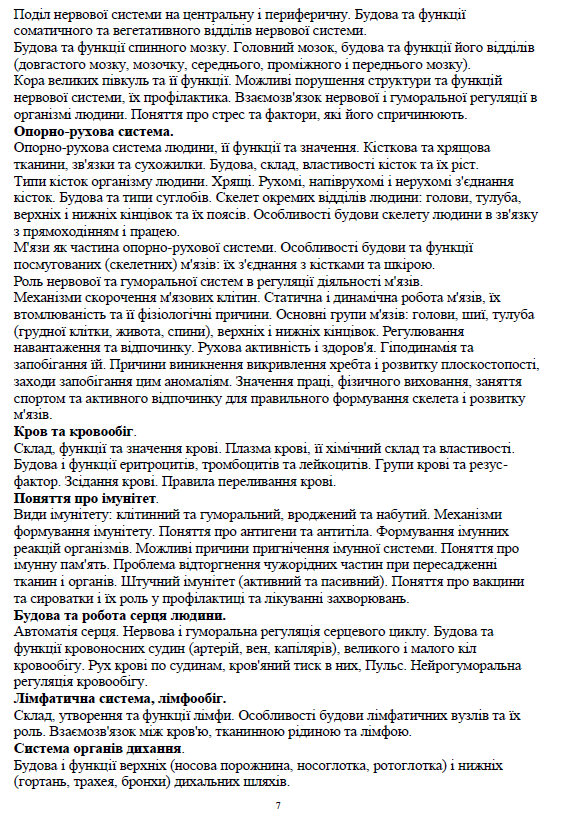 Поділ нервової системи на центральну і периферичну. Будова та функції
соматичного та вегетативного відділів нервової системи.
Будова та функції спинного мозку. Головний мозок, будова та функції його відділів
(довгастого мозку, мозочку, середнього, проміжного і переднього мозку).
Кора великих півкуль та її функції. Можливі порушення структури та функцій
нервової системи, їх профілактика. Взаємозв'язок нервової і гуморальної регуляції в
організмі людини. Поняття про стрес та фактори, які його спричинюють.
Опорно-рухова система.
Опорно-рухова система людини, її функції та значення. Кісткова та хрящова
тканини, зв'язки та сухожилки. Будова, склад, властивості кісток та їх ріст.
Типи кісток організму людини. Хрящі. Рухомі, напіврухомі і нерухомі з'єднання
кісток. Будова та типи суглобів. Скелет окремих відділів людини: голови, тулуба,
верхніх і нижніх кінцівок та їх поясів. Особливості будови скелету людини в зв'язку
з прямоходінням і працею.
М'язи як частина опорно-рухової системи. Особливості будови та функції
посмугованих (скелетних) м'язів: їх з'єднання з кістками та шкірою.
Роль нервової та гуморальної систем в регуляції діяльності м'язів.
Механізми скорочення м'язових клітин. Статична і динамічна робота м'язів, їх
втомлюваність та її фізіологічні причини. Основні групи м'язів: голови, шиї, тулуба
(грудної клітки, живота, спини), верхніх і нижніх кінцівок. Регулювання
навантаження та відпочинку. Рухова активність і здоров'я. Гіподинамія та
запобігання їй. Причини виникнення викривлення хребта і розвитку плоскостопості,
заходи запобігання цим аномаліям. Значення праці, фізичного виховання, заняття
спортом та активного відпочинку для правильного формування скелета і розвитку
м'язів.
Кров та кровообіг.
Склад, функції та значення крові. Плазма крові, її хімічний склад та властивості.
Будова і функції еритроцитів, тромбоцитів та лейкоцитів. Групи крові та резус-
фактор. Зсідання крові. Правила переливання крові.
Поняття про імунітет.
Види імунітету: клітинний та гуморальний, вроджений та набутий. Механізми
формування імунітету. Поняття про антигени та антитіла. Формування імунних
реакцій організмів. Можливі причини пригнічення імунної системи. Поняття про
імунну пам'ять. Проблема відторгнення чужорідних частин при пересадженні
тканин і органів. Штучний імунітет (активний та пасивний). Поняття про вакцини
та сироватки і їх роль у профілактиці та лікуванні захворювань.
Будова та робота серця людини.
Автоматія серця. Нервова і гуморальна регуляція серцевого циклу. Будова та
функції кровоносних судин (артерій, вен, капілярів), великого і малого кіл
кровообігу. Рух крові по судинам, кров'яний тиск в них, Пульс. Нейрогуморальна
регуляція кровообігу.
Лімфатична система, лімфообіг.
Склад, утворення та функції лімфи. Особливості будови лімфатичних вузлів та їх
роль. Взаємозв'язок між кров'ю, тканинною рідиною та лімфою.
Система органів дихання.
Будова і функції верхніх (носова порожнина, носоглотка, ротоглотка) і нижніх
(гортань, трахея, бронхи) дихальних шляхів.
7